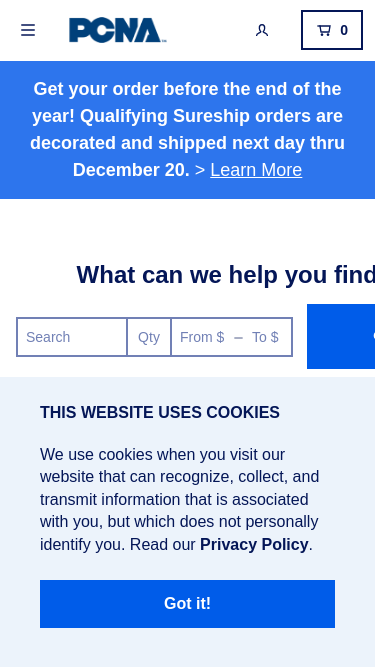 PCNA
0
Get your order before the end of the
year! Qualifying Sureship orders are
decorated and shipped next day thru
December 20. > Learn More
What can we help you find
Search
Qty
From $ – To $
THIS WEBSITE USES COOKIES
We use cookies when you visit our
website that can recognize, collect, and
transmit information that is associated
with you, but which does not personally
identify you. Read our Privacy Policy.
Got it!